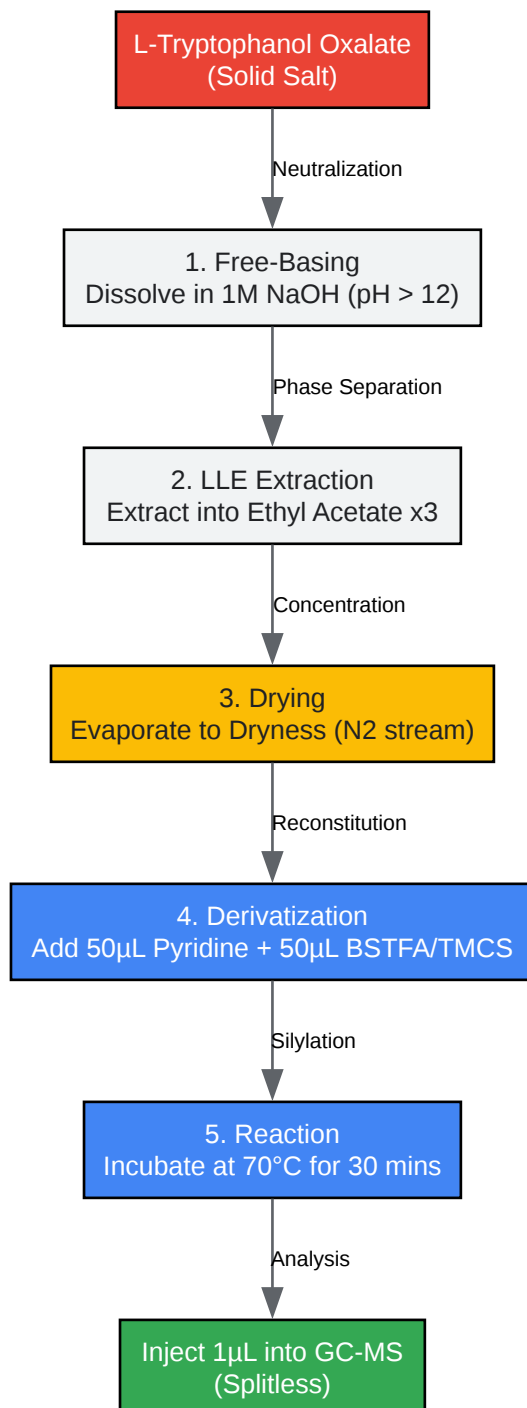 L-Tryptophanol Oxalate
(Solid Salt)
Neutralization
1. Free-Basing
Dissolve in 1M NaOH (pH > 12)
Phase Separation
2. LLE Extraction
Extract into Ethyl Acetate x3
Concentration
3. Drying
Evaporate to Dryness (N2 stream)
Reconstitution
4. Derivatization
Add 50µL Pyridine + 50µL BSTFA/TMCS
Silylation
5. Reaction
Incubate at 70°C for 30 mins
Analysis
Inject 1µL into GC-MS
(Splitless)